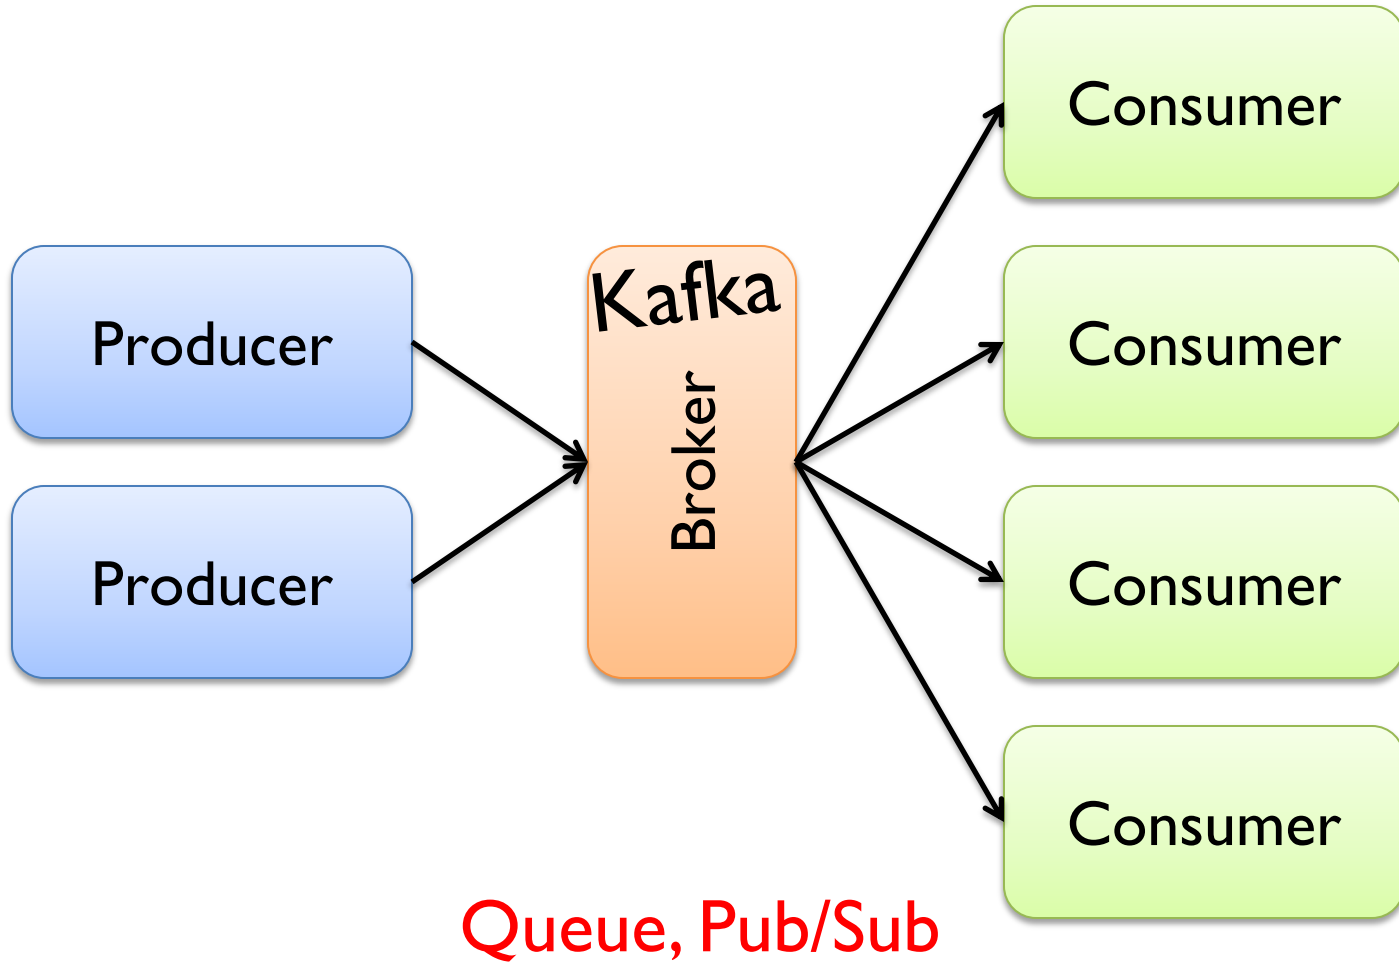 Producer
Producer
Kafka
Broker
Consumer
Consumer
Consumer
Consumer
Queue, Pub/Sub